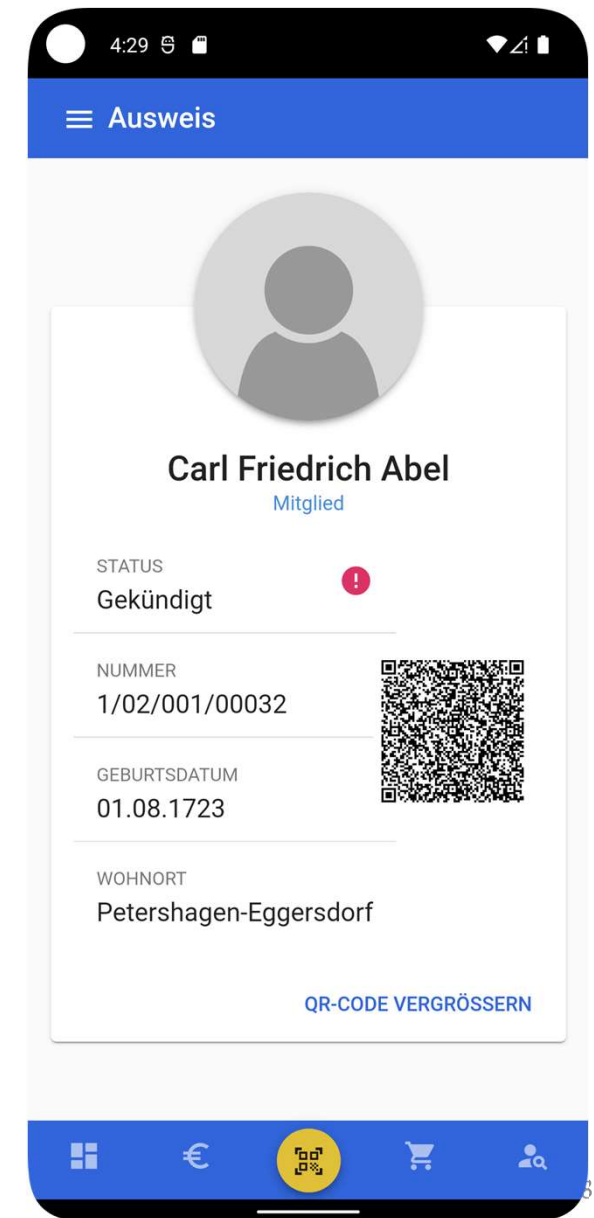 4:29
Ausweis
Carl Friedrich Abel
Mitglied
STATUS
Gekündigt
NUMMER
1/02/001/00032
GEBURTSDATUM
01.08.1723
WOHNORT
Petershagen-Eggersdorf
QR-CODE VERGRÖSSERN